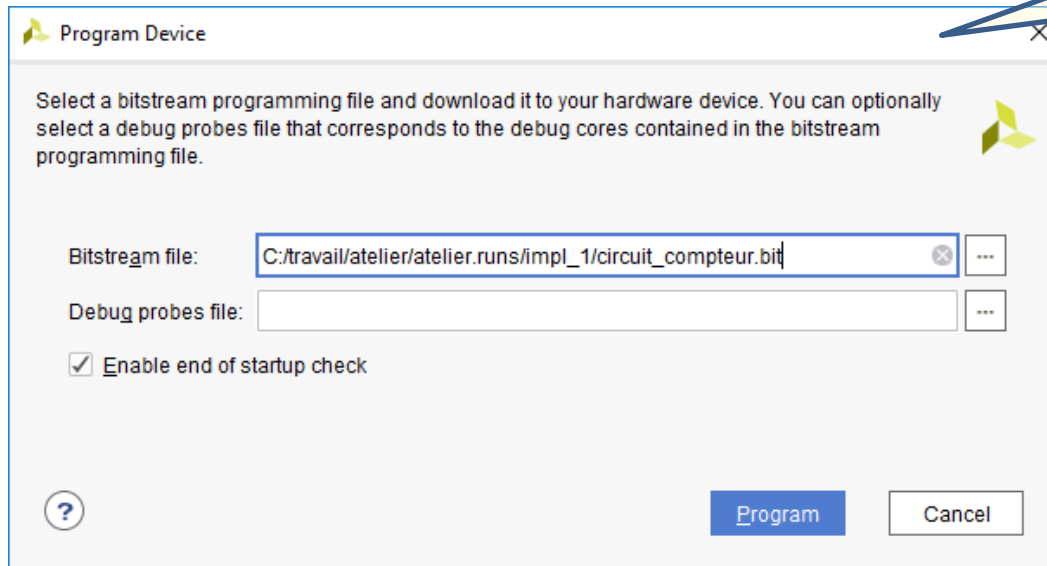 Program Device
Select a bitstream programming file and download it to your hardware device. You can optionally
select a debug probes file that corresponds to the debug cores contained in the bitstream
programming file.
Bitstream file: C:/travail/atelier/atelier.runs/impl_1/circuit_compteur.bit ...
Debug probes file: ...
Enable end of startup check
? Program Cancel